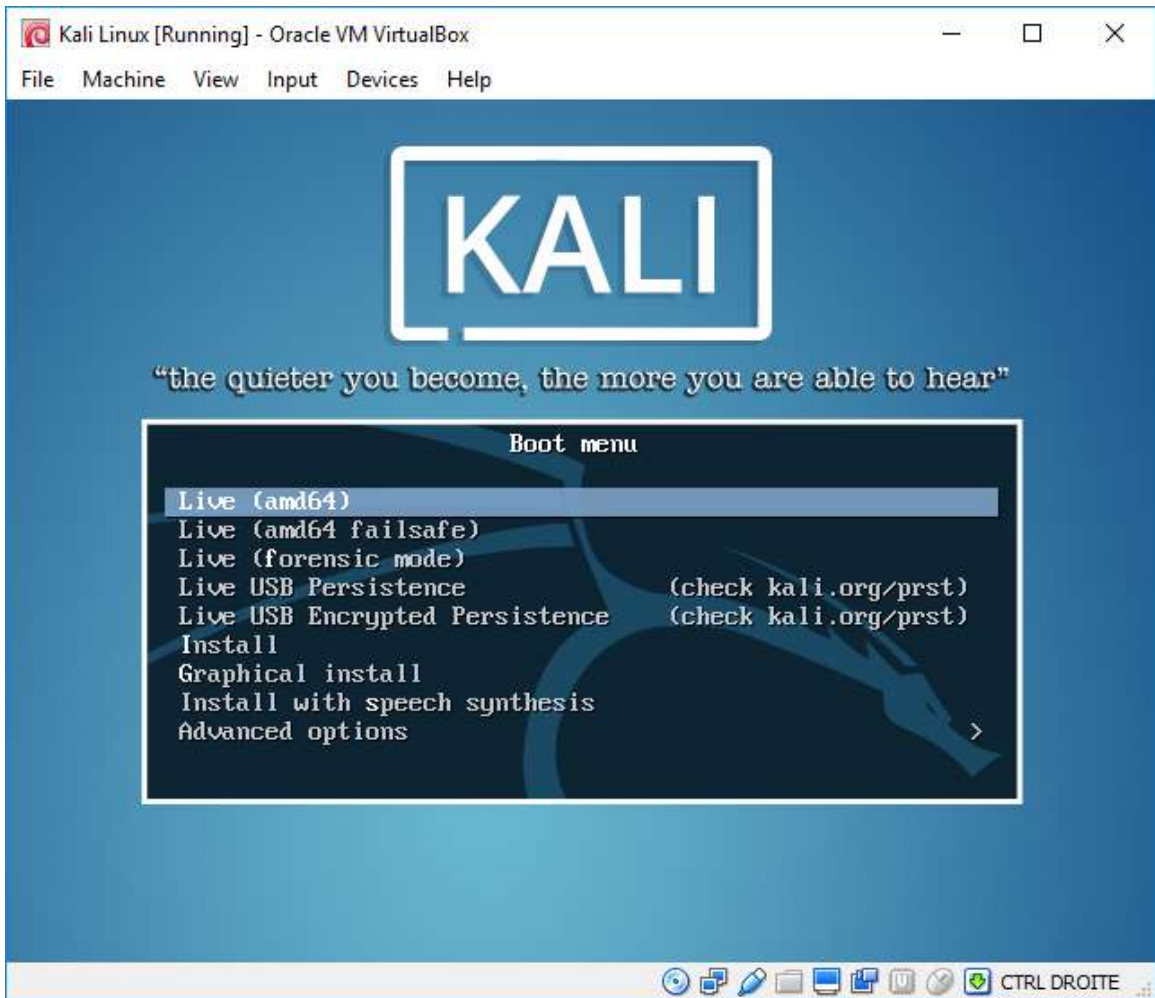 Kali Linux [Running] - Oracle VM VirtualBox
File Machine View Input Devices Help
KALI
“the quieter you become, the more you are able to hear”
Boot menu
Live (amd64)
Live (amd64 failsafe)
Live (forensic mode)
Live USB Persistence (check kali.org/prst)
Live USB Encrypted Persistence (check kali.org/prst)
Install
Graphical install
Install with speech synthesis
Advanced options >
CTRL DROITE